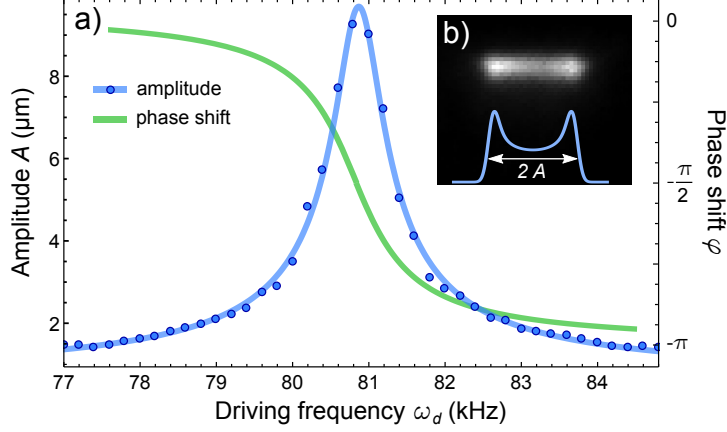 a)
b)
amplitude
phase shift
2 A
Amplitude A (μm)
8
6
4
2
77 78 79 80 81 82 83 84
Driving frequency ω_d (kHz)
0
-π/2
-π
Phase shift φ